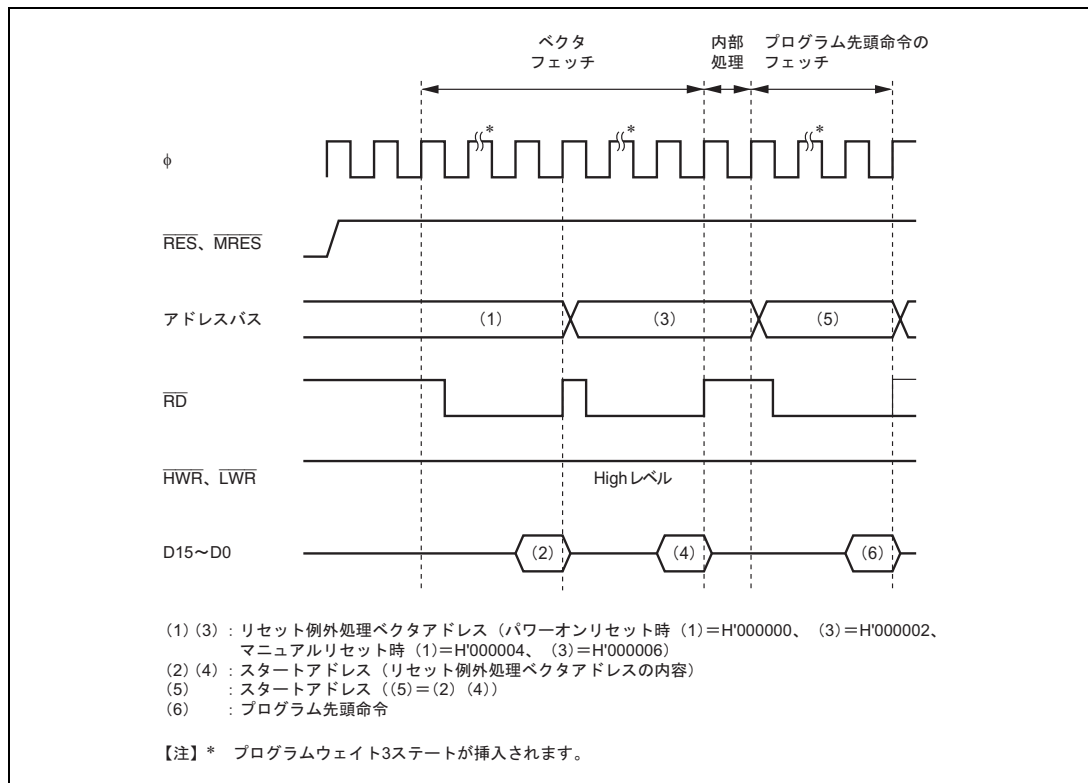 ベクタ
フェッチ
内部
処理
プログラム先頭命令の
フェッチ
* * *
φ
RES、MRES
アドレスバス
(1) (3) (5)
RD
HWR、LWR
Highレベル
D15～D0
(2) (4) (6)
(1)(3)：リセット例外処理ベクタアドレス（パワーオンリセット時 (1)=H'000000、 (3)=H'000002、
マニュアルリセット時 (1)=H'000004、 (3)=H'000006）
(2)(4)：スタートアドレス（リセット例外処理ベクタアドレスの内容）
(5) ：スタートアドレス（(5)=(2) (4)）
(6) ：プログラム先頭命令
【注】* プログラムウェイト3ステートが挿入されます。